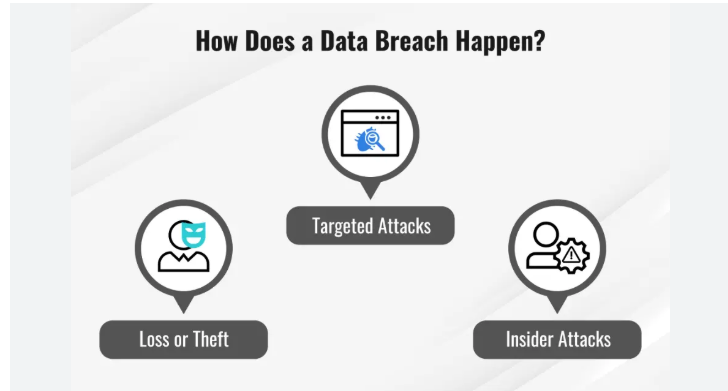 How Does a Data Breach Happen?
Targeted Attacks
Loss or Theft
Insider Attacks